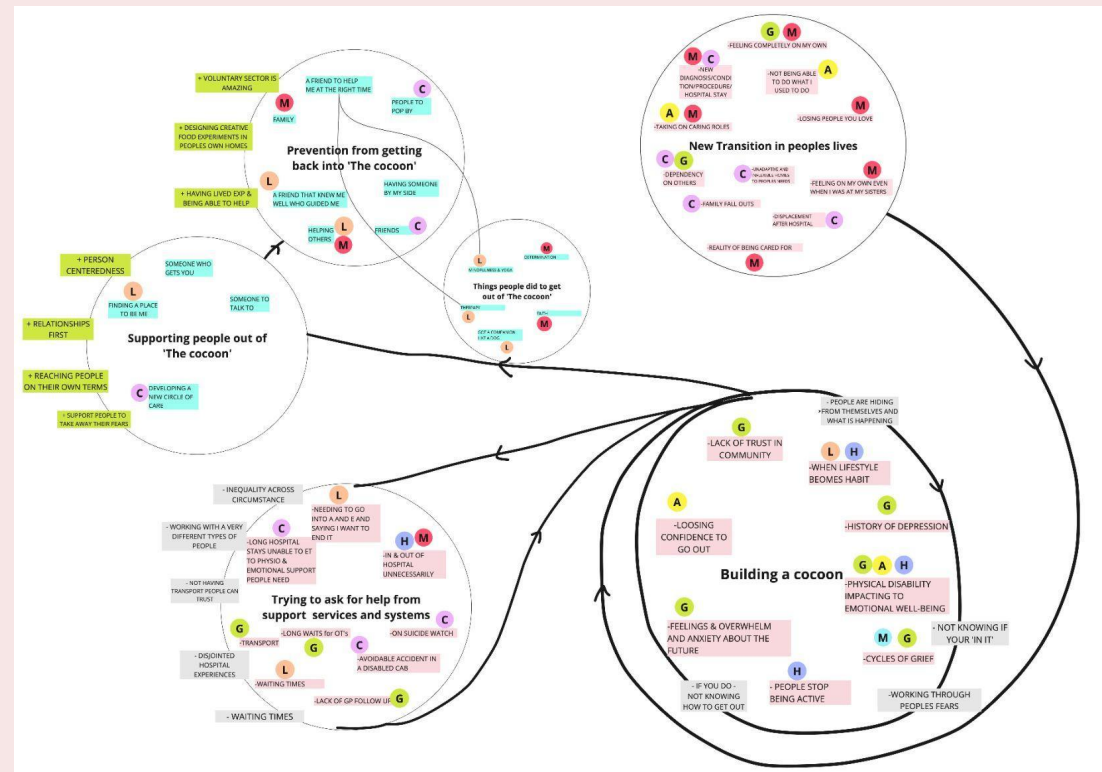 + VOLUNTARY SECTOR IS
AMAZING
A FRIEND TO HELP
ME AT THE RIGHT TIME
M
FAMILY
C
PEOPLE TO
POP BY
+ DESIGNING CREATIVE
FOOD EXPERIMENTS IN
PEOPLES OWN HOMES
Prevention from getting
back into 'The cocoon'
+ HAVING LIVED EXP &
BEING ABLE TO HELP
L
A FRIEND THAT KNEW ME
WELL WHO GUIDED ME
HAVING SOMEONE
BY MY SIDE
HELPING
OTHERS
L
M
FRIENDS
C
G M
-FEELING COMPLETELY ON MY OWN
M C
-NEW
DIAGNOSIS/CONDI
TION/PROCEDURE/
HOSPITAL STAY
-NOT BEING ABLE
TO DO WHAT I
USED TO DO
A
A M
-TAKING ON CARING ROLES
M
-LOSING PEOPLE YOU LOVE
New Transition in peoples lives
C G
-DEPENDENCY
ON OTHERS
C
TO PEOPLES NEEDS
M
-FEELING ON MY OWN EVEN
WHEN I WAS AT MY SISTERS
C
-FAMILY FALL OUTS
-DISPLACEMENT
AFTER HOSPITAL
C
-REALITY OF BEING CARED FOR
M
+ PERSON
CENTEREDNESS
SOMEONE WHO
GETS YOU
L
FINDING A PLACE
TO BE ME
SOMEONE TO
TALK TO
+ RELATIONSHIPS
FIRST
Supporting people out of
'The cocoon'
+ REACHING PEOPLE
ON THEIR OWN TERMS
C
DEVELOPING A
NEW CIRCLE OF
CARE
+ SUPPORT PEOPLE TO
TAKE AWAY THEIR FEARS
M
DETERMINATION
L
MINDFULNESS & YOGA
Things people did to get
out of 'The cocoon'
L
M
GOT A COMPANION
LIKE A DOG
L
- INEQUALITY ACROSS
CIRCUMSTANCE
L
-NEEDING TO GO
INTO A AND E AND
SAYING I WANT TO
END IT
- WORKING WITH A VERY
DIFFERENT TYPES OF
PEOPLE
C
-LONG HOSPITAL
STAYS UNABLE TO ET
TO PHYSIO &
EMOTIONAL SUPPORT
PEOPLE NEED
H M
-IN & OUT OF
HOSPITAL
UNNECESSARILY
- NOT HAVING
TRANSPORT PEOPLE CAN
TRUST
Trying to ask for help from
support services and systems
G
-TRANSPORT
-LONG WAITS for OT's
G
C
-ON SUICIDE WATCH
C
-AVOIDABLE ACCIDENT IN
A DISABLED CAB
- DISJOINTED
HOSPITAL
EXPERIENCES
L
-WAITING TIMES
-LACK OF GP FOLLOW UP
G
- WAITING TIMES
- PEOPLE ARE HIDING
FROM THEMSELVES AND
WHAT IS HAPPENING
G
-LACK OF TRUST IN
COMMUNITY
L H
-WHEN LIFESTYLE
BEOMES HABIT
A
-LOOSING
CONFIDENCE TO
GO OUT
G
-HISTORY OF DEPRESSION
Building a cocoon
G A H
-PHYSICAL DISABILITY
IMPACTING TO
EMOTIONAL WELL-BEING
G
-FEELINGS & OVERWHELM
AND ANXIETY ABOUT THE
FUTURE
M G
-CYCLES OF GRIEF
- NOT KNOWING IF
YOUR 'IN IT'
H
- PEOPLE STOP
BEING ACTIVE
- IF YOU DO -
NOT KNOWING
HOW TO GET OUT
-WORKING THROUGH
PEOPLES FEARS